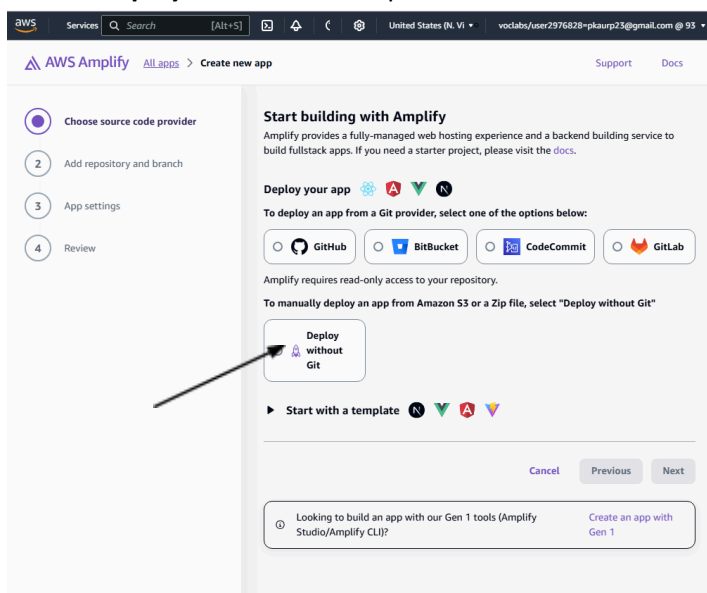 aws Services Search [Alt+S] United States (N. Vi voclabs/user2976828=pkaurp23@gmail.com @ 93
AWS Amplify All apps > Create new app Support Docs
Choose source code provider
2 Add repository and branch
3 App settings
4 Review
Start building with Amplify
Amplify provides a fully-managed web hosting experience and a backend building service to
build fullstack apps. If you need a starter project, please visit the docs.
Deploy your app
To deploy an app from a Git provider, select one of the options below:
GitHub BitBucket CodeCommit GitLab
Amplify requires read-only access to your repository.
To manually deploy an app from Amazon S3 or a Zip file, select "Deploy without Git"
Deploy
without
Git
Start with a template
Cancel Previous Next
Looking to build an app with our Gen 1 tools (Amplify
Studio/Amplify CLI)?
Create an app with
Gen 1